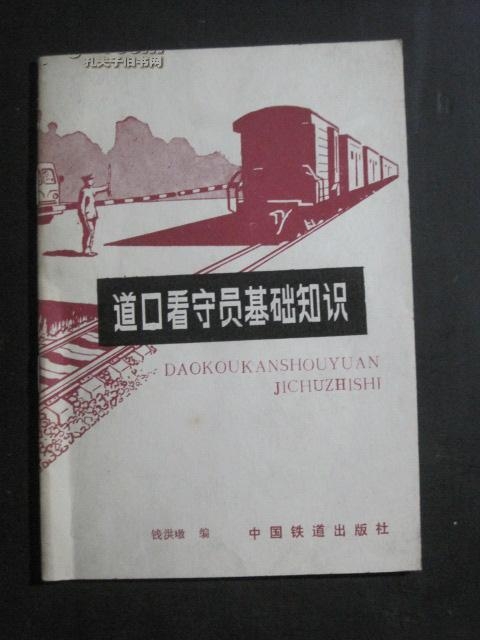 孔夫子旧书网
道口看守员基础知识
DAOKOUKANSHOUYUAN
JICHUZHISHI
钱洪墩 编 中国铁道出版社